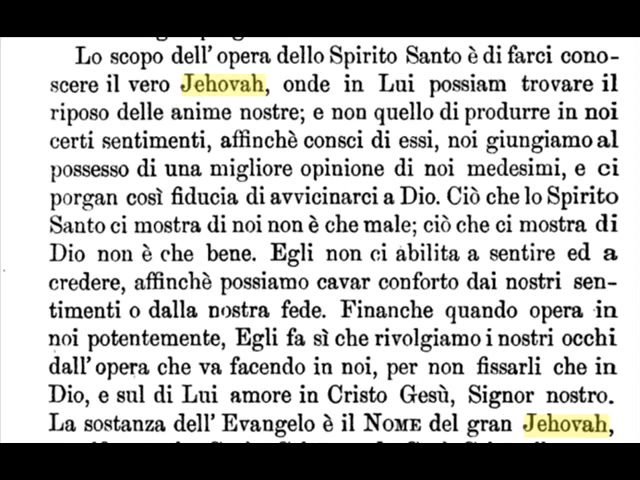 Lo scopo dell' opera dello Spirito Santo è di farci cono-
scere il vero Jehovah, onde in Lui possiam trovare il
riposo delle anime nostre; e non quello di produrre in noi
certi sentimenti, affinchè consci di essi, noi giungiamo al
possesso di una migliore opinione di noi medesimi, e ci
porgan così fiducia di avvicinarci a Dio. Ciò che lo Spirito
Santo ci mostra di noi non è che male; ciò che ci mostra di
Dio non è che bene. Egli non ci abilita a sentire ed a
credere, affinchè possiamo cavar conforto dai nostri sen-
timenti o dalla nostra fede. Finanche quando opera in
noi potentemente, Egli fa sì che rivolgiamo i nostri occhi
dall' opera che va facendo in noi, per non fissarli che in
Dio, e sul di Lui amore in Cristo Gesù, Signor nostro.
La sostanza dell' Evangelo è il NOME del gran Jehovah,